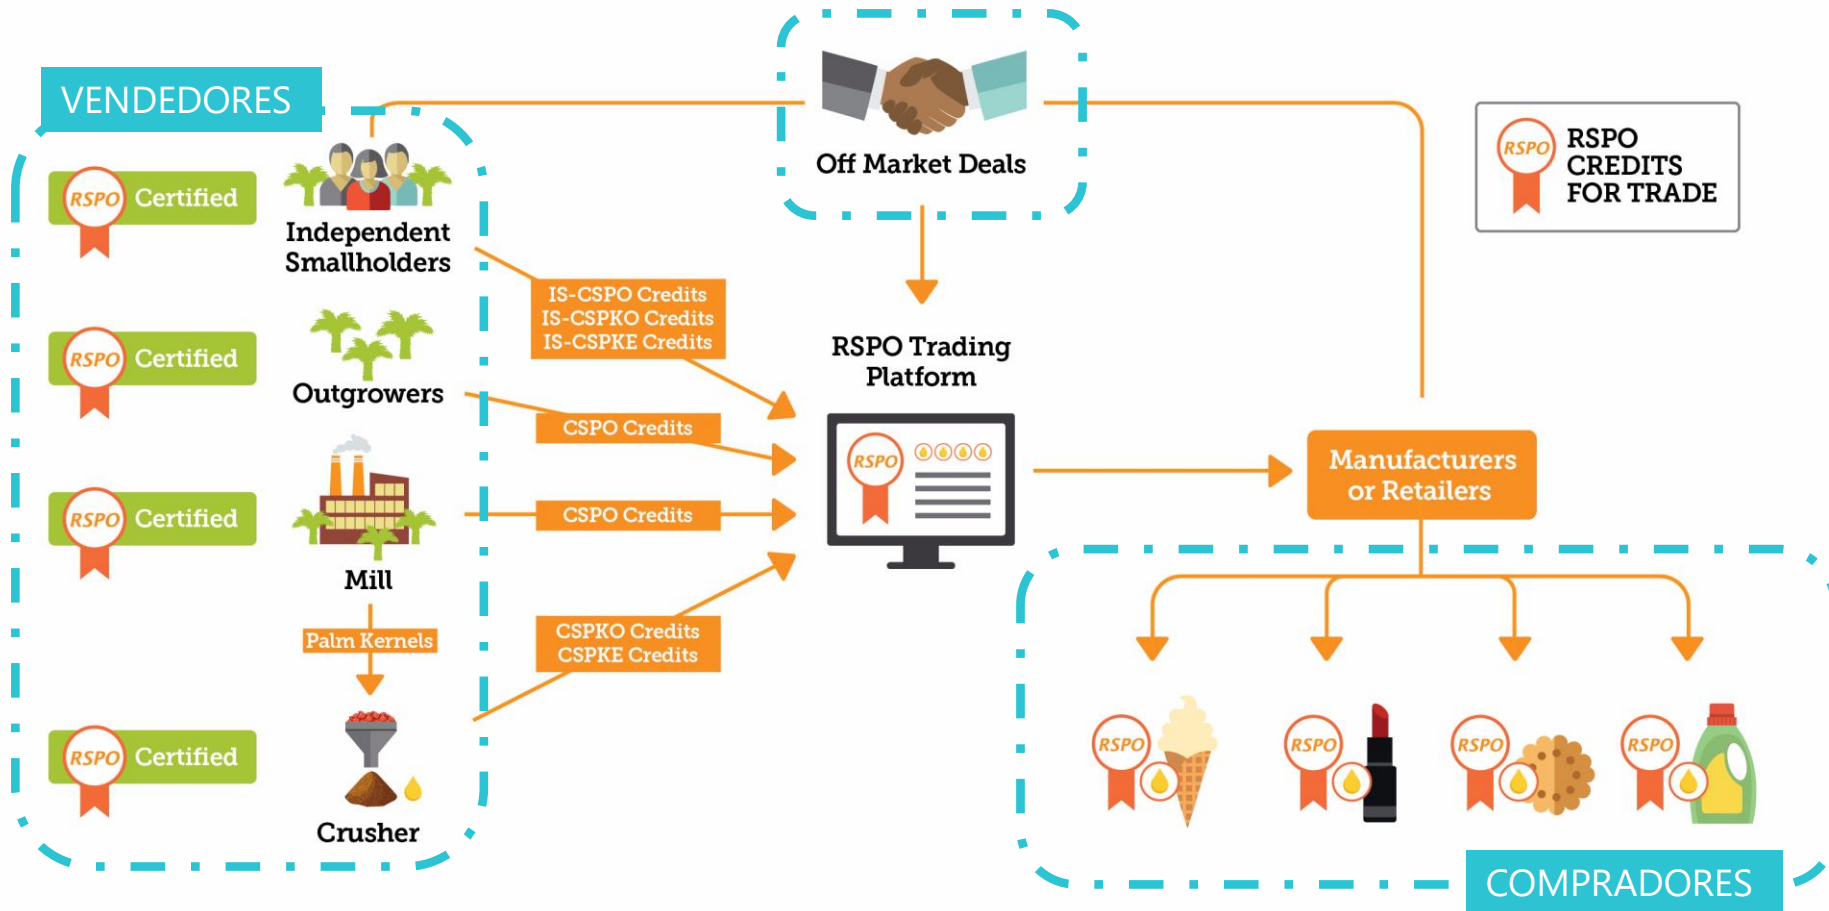 VENDEDORES
RSPO Certified
Independent
Smallholders
RSPO Certified
Outgrowers
RSPO Certified
Mill
Palm Kernels
RSPO Certified
Crusher
IS-CSPO Credits
IS-CSPKO Credits
IS-CSPKE Credits
CSPO Credits
CSPO Credits
CSPKO Credits
CSPKE Credits
Off Market Deals
RSPO Trading
Platform
RSPO
RSPO
RSPO
CREDITS
FOR TRADE
Manufacturers
or Retailers
RSPO
RSPO
RSPO
RSPO
COMPRADORES